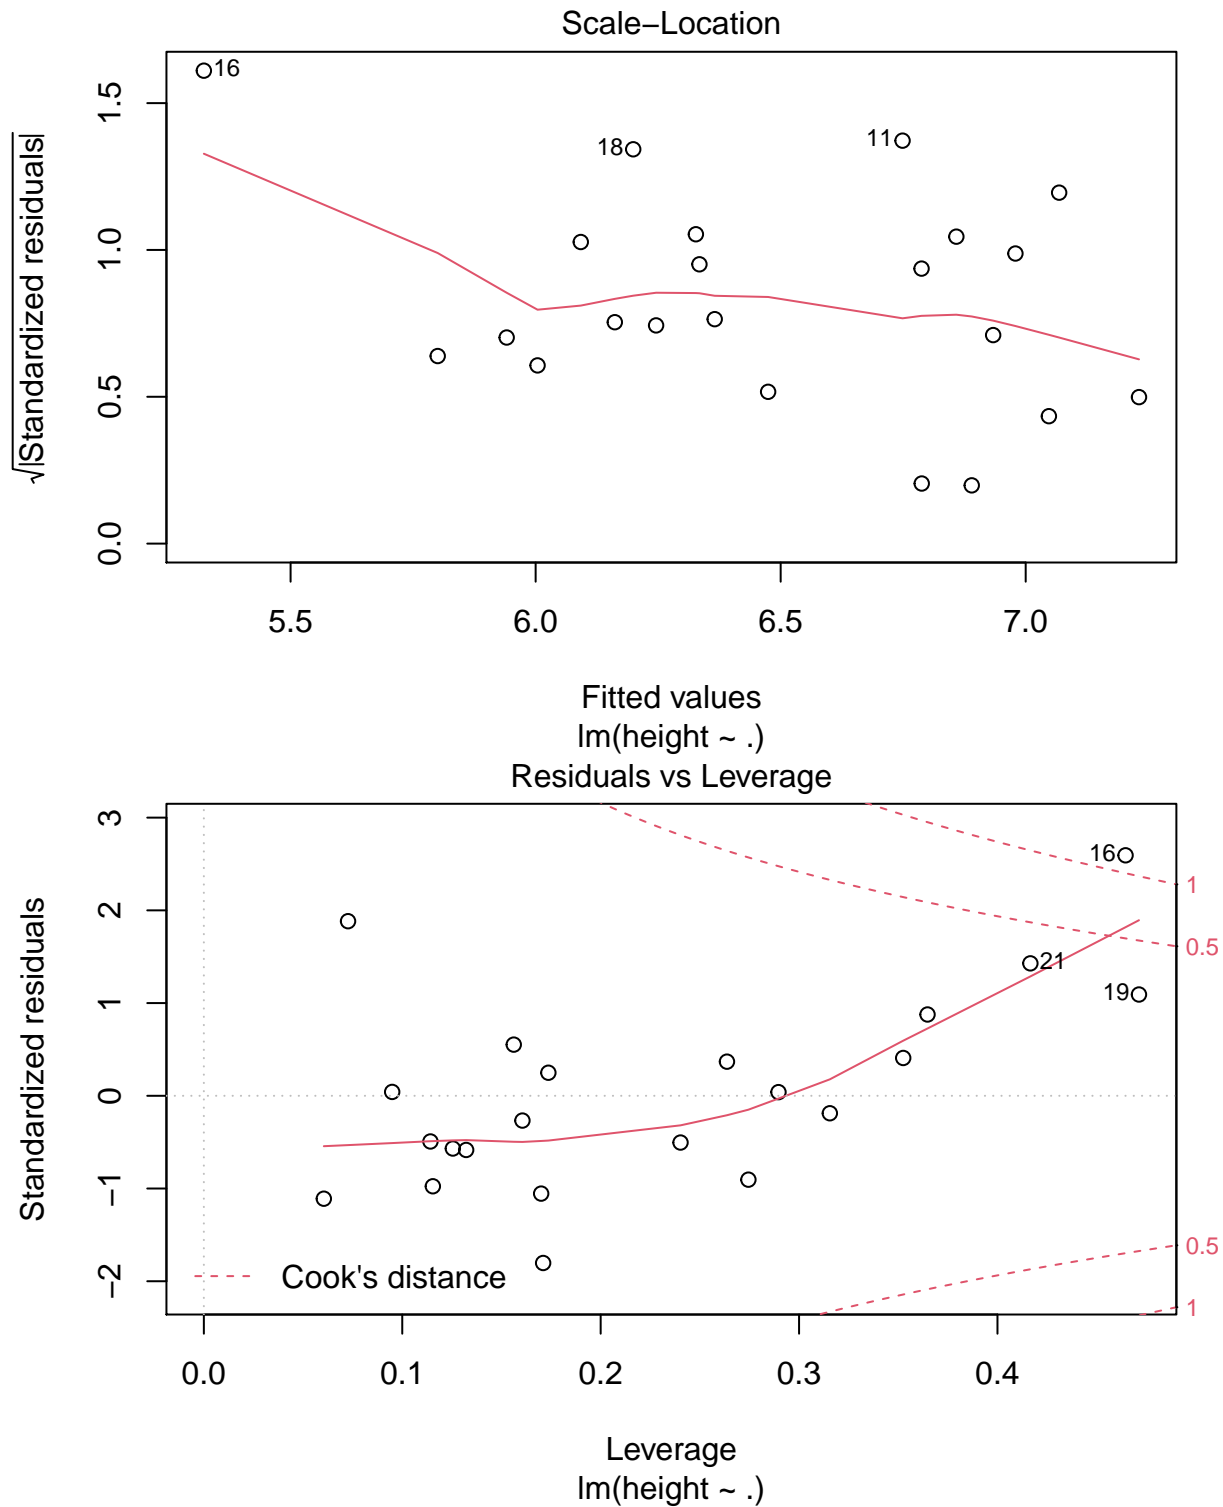 Scale−Location
√|Standardized residuals|
0.0 0.5 1.0 1.5
16
18
11
5.5 6.0 6.5 7.0
Fitted values
lm(height ~ .)
Residuals vs Leverage
Standardized residuals
−2 −1 0 1 2 3
16
21
19
1
0.5
0.5
1
Cook's distance
0.0 0.1 0.2 0.3 0.4
Leverage
lm(height ~ .)